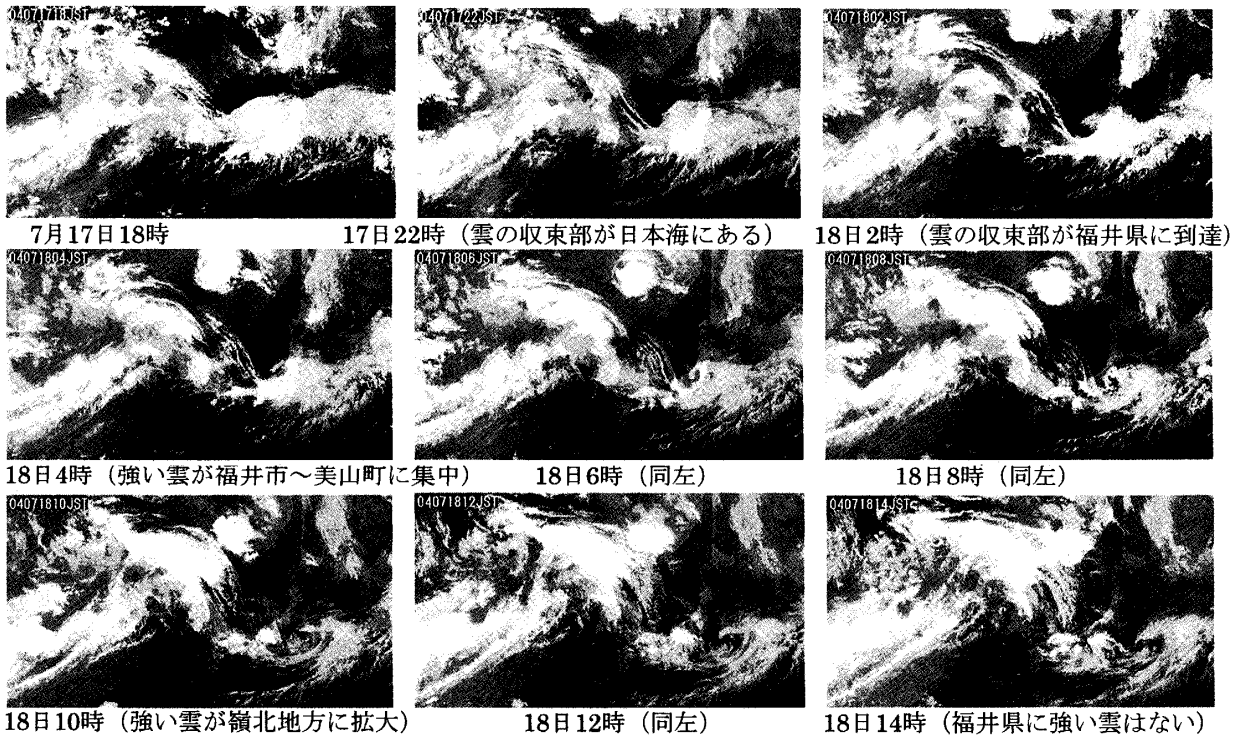 04071718JST
04071722JST
04071802JST
7月17日18時
17日22時（雲の収束部が日本海にある）
18日2時（雲の収束部が福井県に到達）
04071804JST
04071806JST
04071808JST
18日4時（強い雲が福井市～美山町に集中）
18日6時（同左）
18日8時（同左）
04071810JST
04071812JST
04071814JST
18日10時（強い雲が嶺北地方に拡大）
18日12時（同左）
18日14時（福井県に強い雲はない）